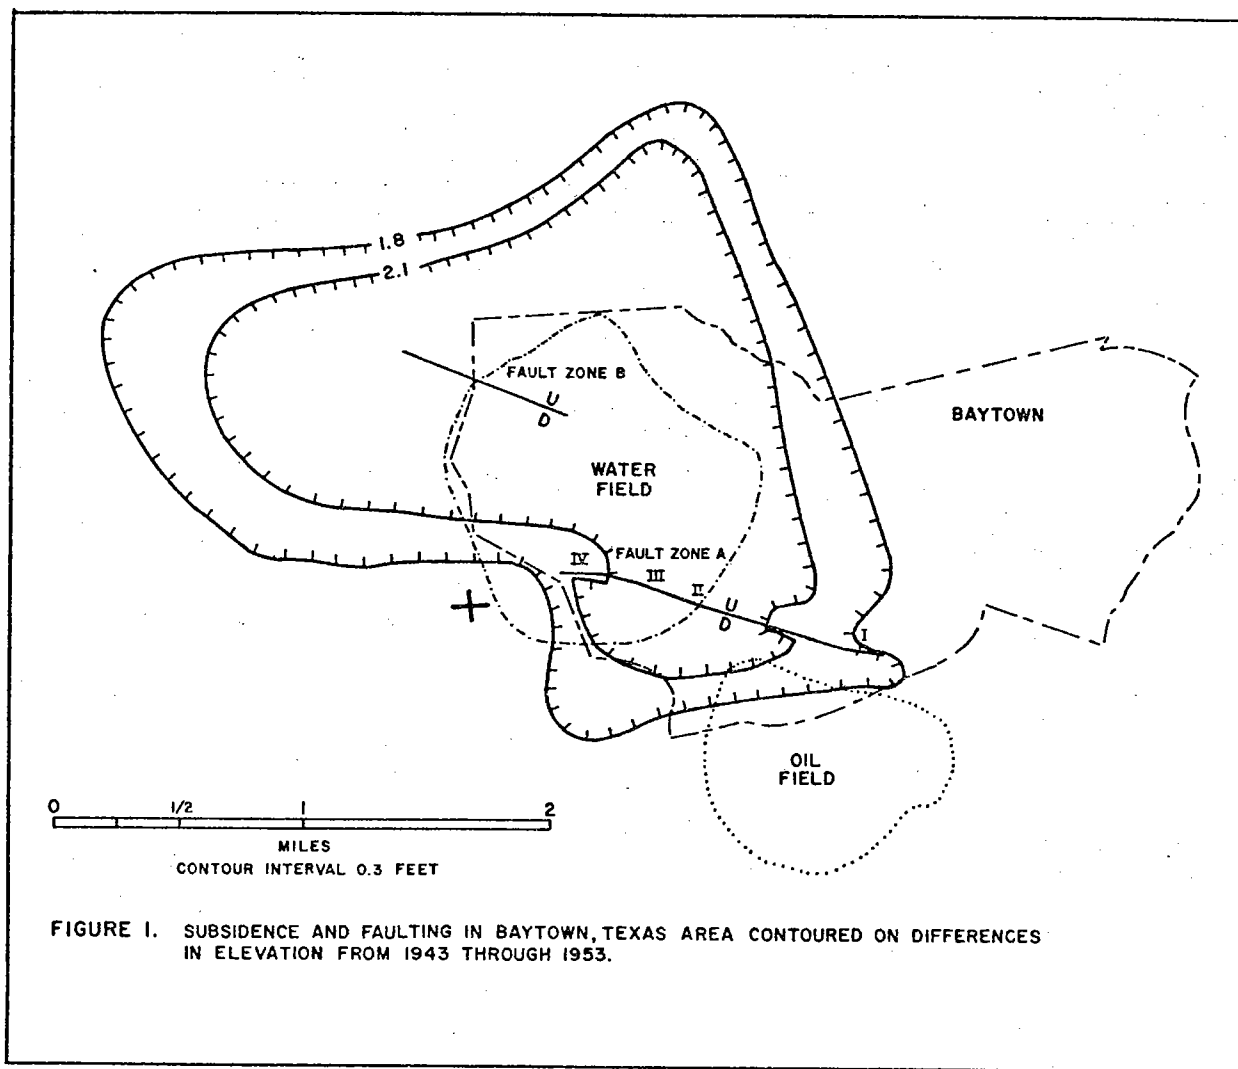 1.8
2.1
FAULT ZONE B
U
D
BAYTOWN
WATER
FIELD
FAULT ZONE A
IV
III
II
U
D
I
OIL
FIELD
0 1/2 1 2
MILES
CONTOUR INTERVAL 0.3 FEET
FIGURE 1. SUBSIDENCE AND FAULTING IN BAYTOWN, TEXAS AREA CONTOURED ON DIFFERENCES
IN ELEVATION FROM 1943 THROUGH 1953.